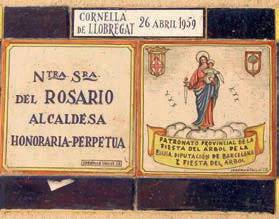 CORNELLA
DE LLOBREGAT 26 ABRIL 1959
NTRA. SRA.
DEL ROSARIO
ALCALDESA
HONORARIA-PERPETUA
PATRONATO PROVINCIAL DE LA
FIESTA DEL ARBOL DE LA
EXCMA DIPUTACIÓN DE BARCELONA
I FIESTA DEL ARBOL